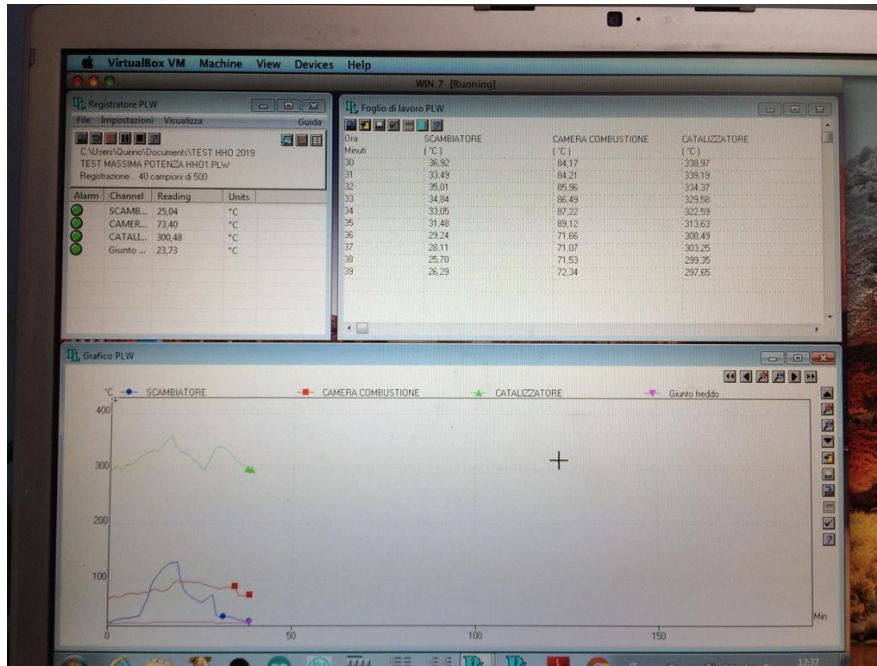 VirtualBox VM Machine View Devices Help
WIN 7 [Running]
Registratore PLW
File Impostazioni Visualizza Guida
C:\Users\Quirino\Documents\TEST HHO 2019
TEST MASSIMA POTENZA HHO1.PLW
Registrazione... 40 campioni di 500
Alarm Channel Reading Units
SCAMB... 25,04 °C
CAMER... 73,40 °C
CATALI... 300,48 °C
Giunto ... 23,73 °C
Foglio di lavoro PLW
Ora SCAMBIATORE CAMERA COMBUSTIONE CATALIZZATORE
Minuti (°C) (°C) (°C)
30 36,92 84,17 338,97
31 33,49 84,21 339,19
32 35,01 85,96 334,37
33 34,84 86,49 329,58
34 33,05 87,22 322,59
35 31,48 89,12 313,63
36 29,24 71,66 308,49
37 28,11 71,07 303,25
38 25,70 71,53 299,35
39 26,29 72,34 297,65
Grafico PLW
°C SCAMBIATORE CAMERA COMBUSTIONE CATALIZZATORE Giunto freddo
400
300
200
100
0 50 100 150 Min
12:37